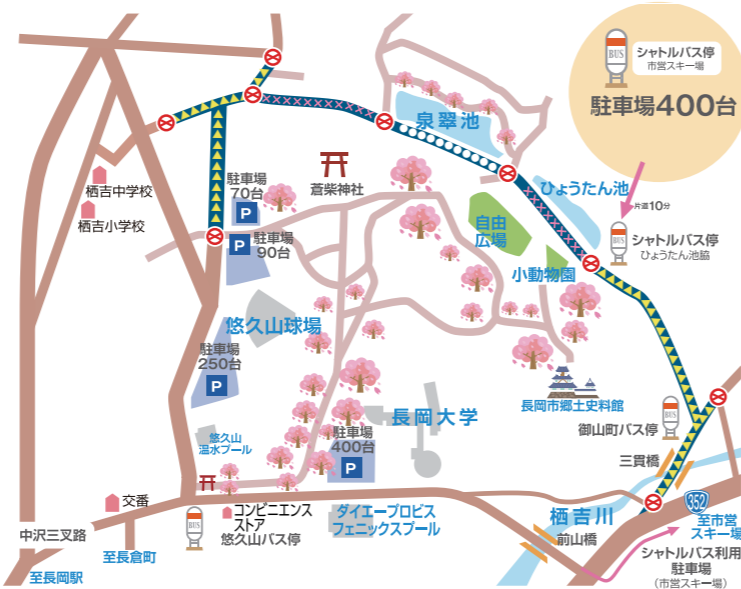 BUS
シャトルバス停
市営スキー場
駐車場400台
泉翠池
ひょうたん池
片道10分
BUS
シャトルバス停
ひょうたん池脇
栖吉中学校
栖吉小学校
駐車場
70台
P
蒼柴神社
P
駐車場
90台
自由
広場
小動物園
悠久山球場
駐車場
250台
P
長岡市郷土史料館
長岡大学
BUS
御山町バス停
悠久山
温水プール
駐車場
400台
P
三貫橋
352
交番
コンビニエンス
ストア
BUS
悠久山バス停
ダイエープロビス
フェニックスプール
栖吉川
前山橋
至市営
スキー場
中沢三叉路
至長倉町
至長岡駅
シャトルバス利用
駐車場
(市営スキー場)